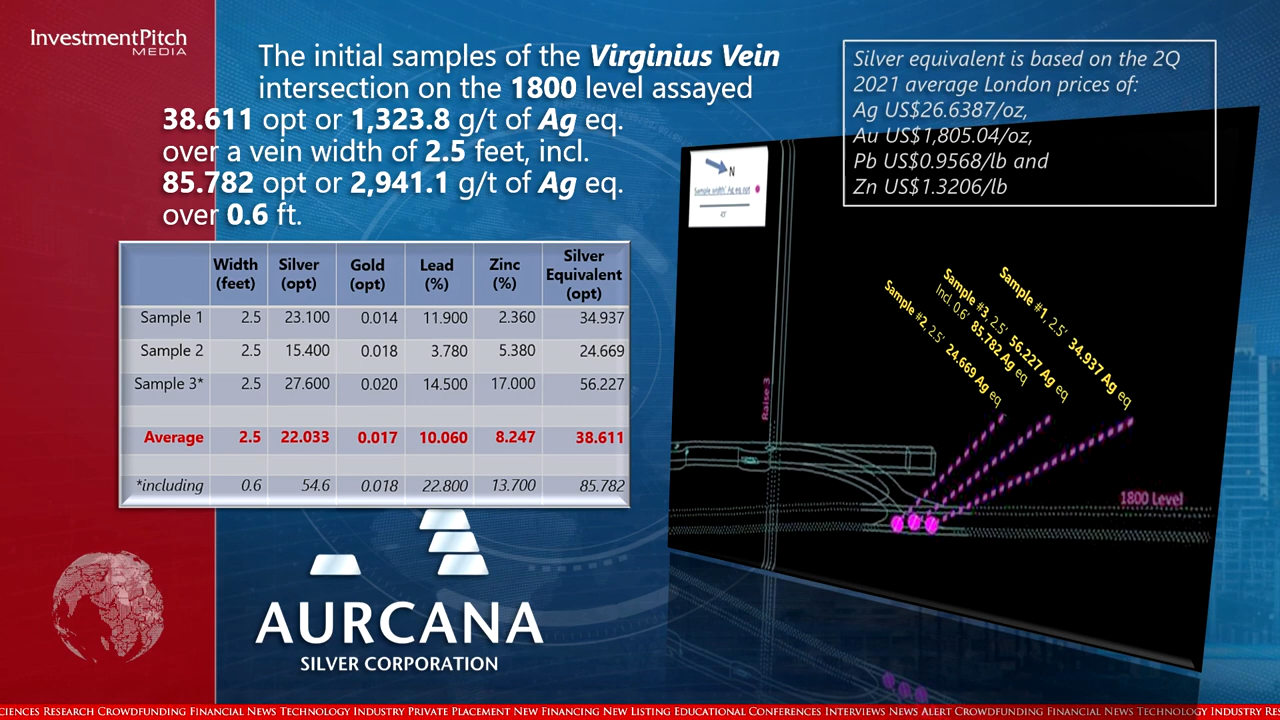 InvestmentPitch
MEDIA
The initial samples of the Virginius Vein
intersection on the 1800 level assayed
38.611 opt or 1,323.8 g/t of Ag eq.
over a vein width of 2.5 feet, incl.
85.782 opt or 2,941.1 g/t of Ag eq.
over 0.6 ft.
Silver equivalent is based on the 2Q
2021 average London prices of:
Ag US$26.6387/oz,
Au US$1,805.04/oz,
Pb US$0.9568/lb and
Zn US$1.3206/lb
Width (feet) Silver (opt) Gold (opt) Lead (%) Zinc (%) Silver Equivalent (opt)
Sample 1 2.5 23.100 0.014 11.900 2.360 34.937
Sample 2 2.5 15.400 0.018 3.780 5.380 24.669
Sample 3* 2.5 27.600 0.020 14.500 17.000 56.227
Average 2.5 22.033 0.017 10.060 8.247 38.611
*including 0.6 54.6 0.018 22.800 13.700 85.782
N
Sample width' Ag eq opt
Sample #1, 2.5' 34.937 Ag eq
Sample #3, 2.5' 56.227 Ag eq
Incl. 0.6' 85.782 Ag eq
Sample #2, 2.5' 24.669 Ag eq
Raise 3
1800 Level
AURCANA
SILVER CORPORATION
CIENCES RESEARCH CROWDFUNDING FINANCIAL NEWS TECHNOLOGY INDUSTRY PRIVATE PLACEMENT NEW FINANCING NEW LISTING EDUCATIONAL CONFERENCES INTERVIEWS NEWS ALERT CROWDFUNDING FINANCIAL NEWS TECHNOLOGY INDUSTRY RES